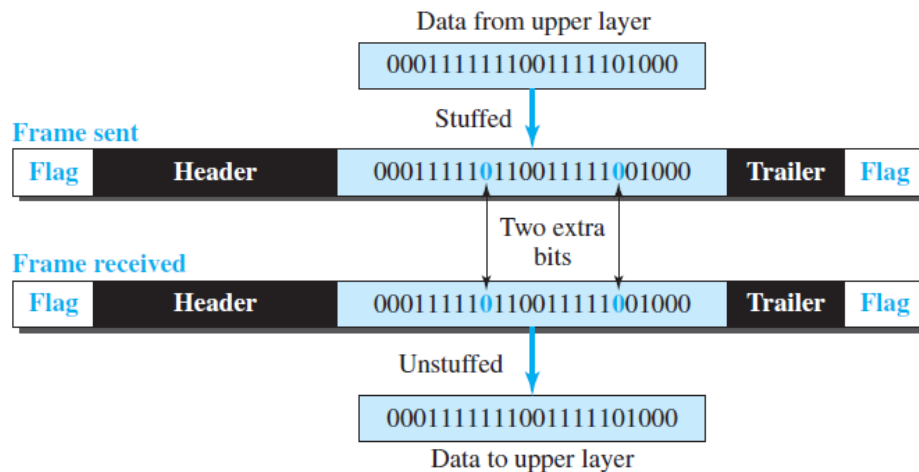 Data from upper layer
0001111111001111101000
Stuffed
Frame sent
Flag Header 000111110110011111001000 Trailer Flag
Two extra
bits
Frame received
Flag Header 000111110110011111001000 Trailer Flag
Unstuffed
0001111111001111101000
Data to upper layer